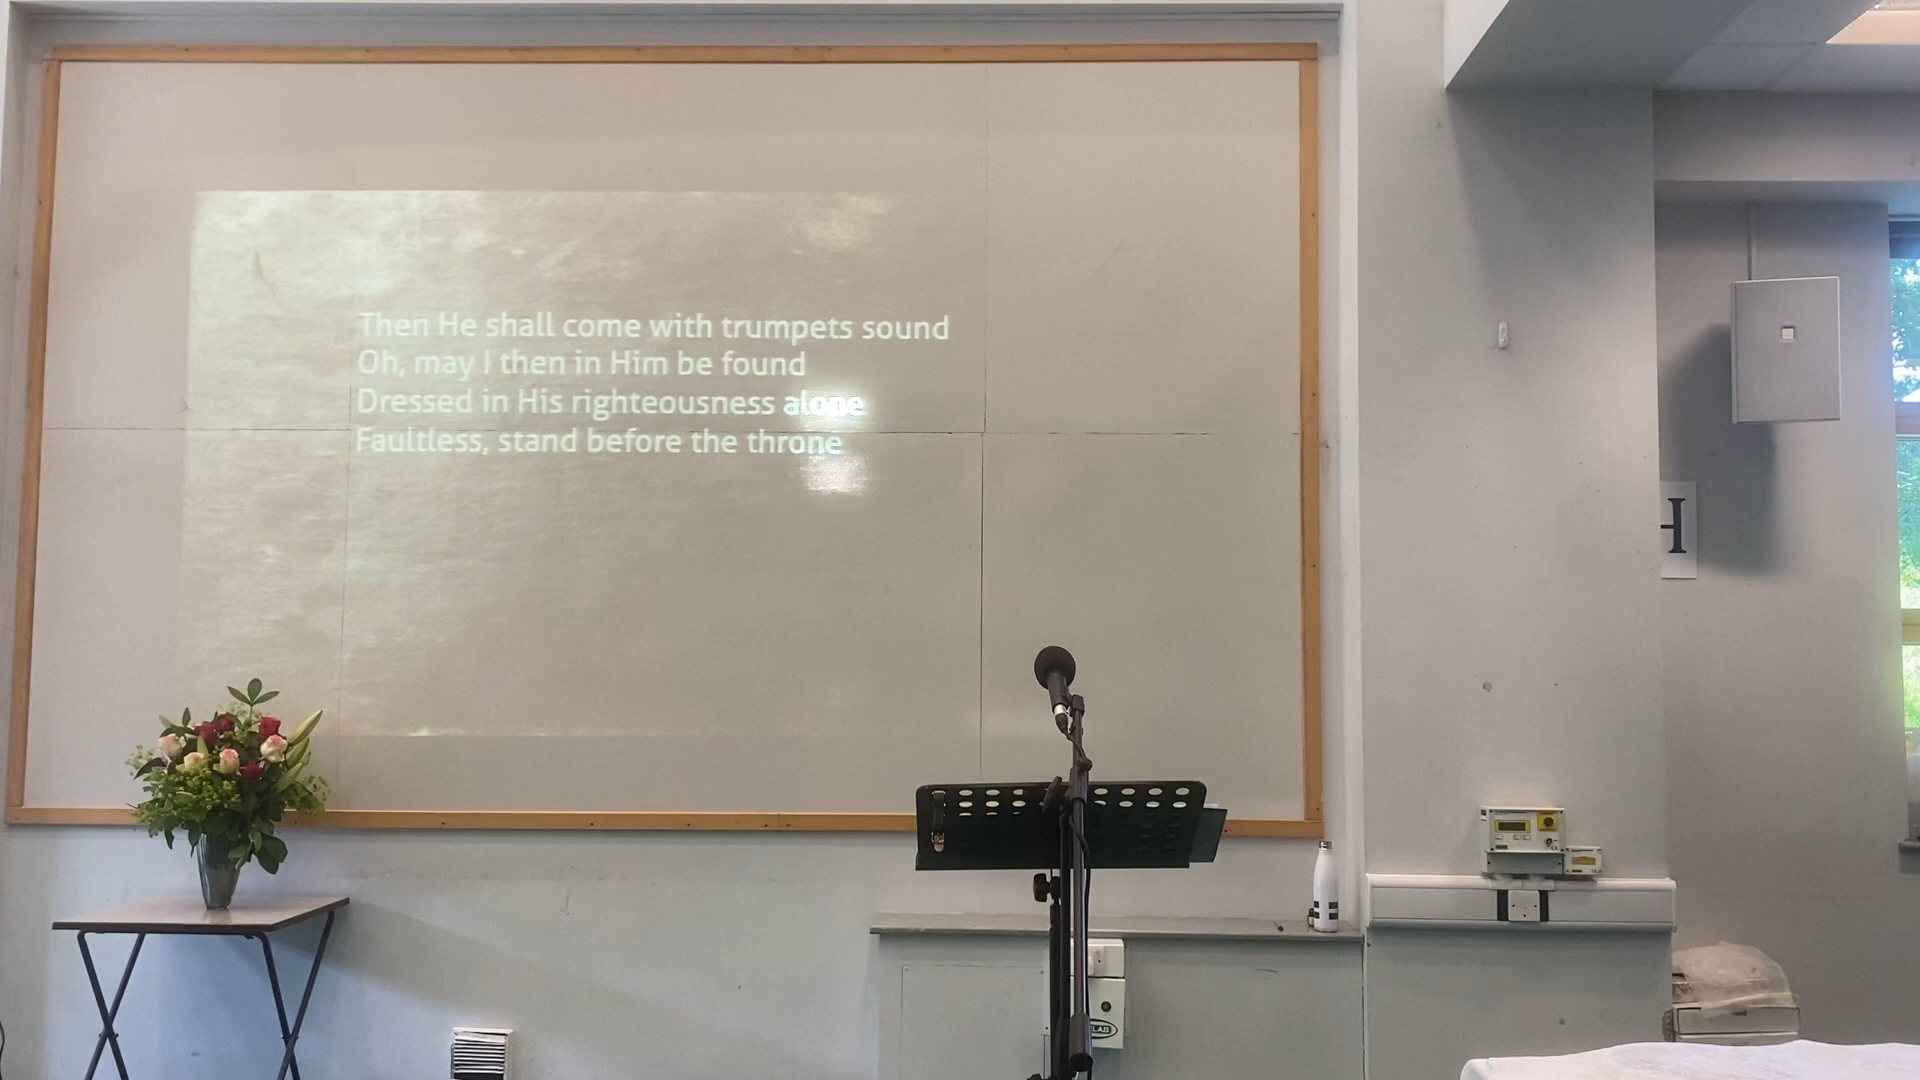 Then He shall come with trumpets sound
Oh, may I then in Him be found
Dressed in His righteousness alone
Faultless, stand before the throne
H
LAB